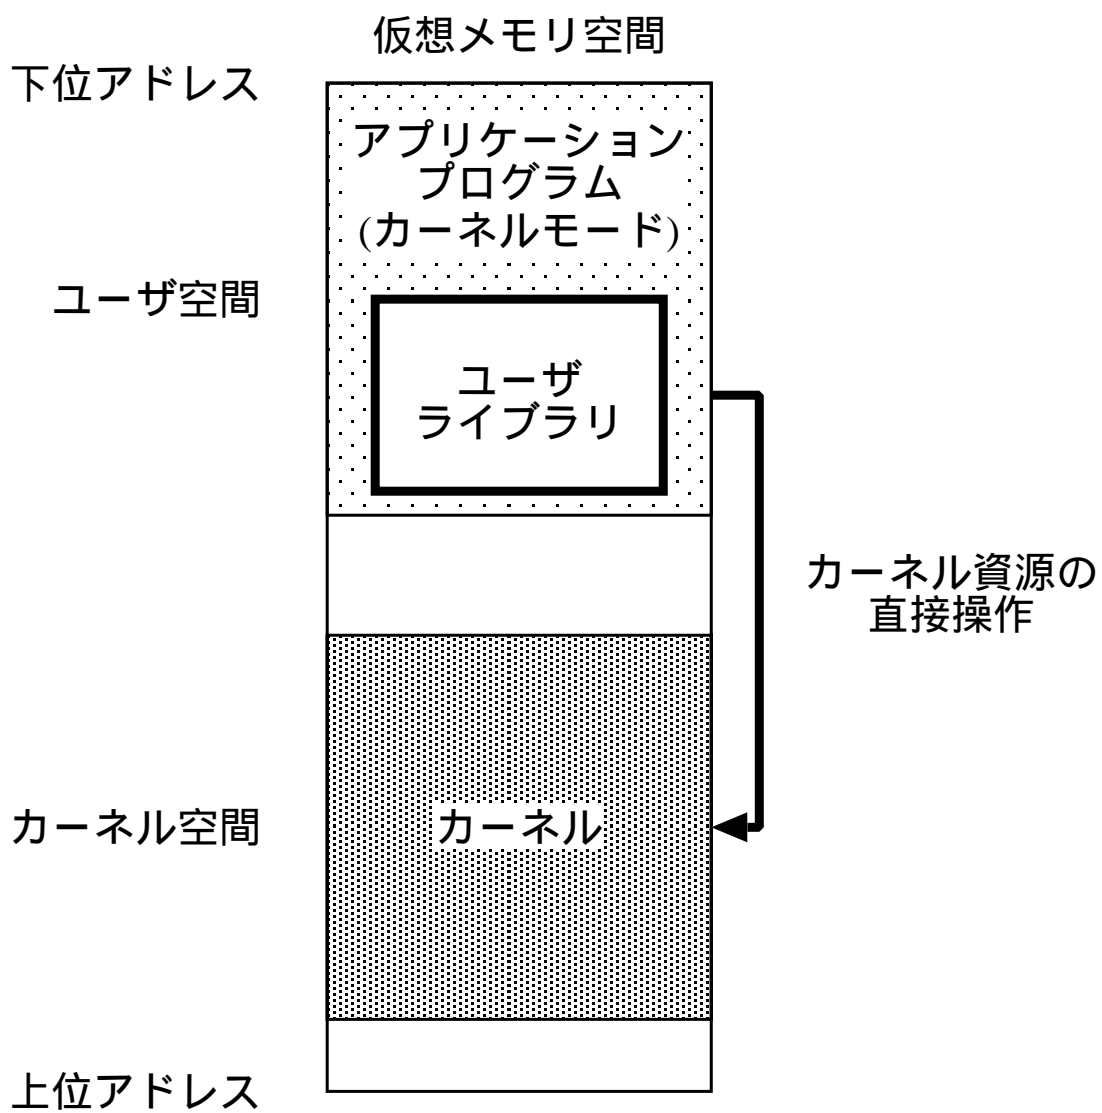 仮想メモリ空間
下位アドレス
アプリケーション
プログラム
(カーネルモード)
ユーザ空間
ユーザ
ライブラリ
カーネル資源の
直接操作
カーネル空間
カーネル
上位アドレス